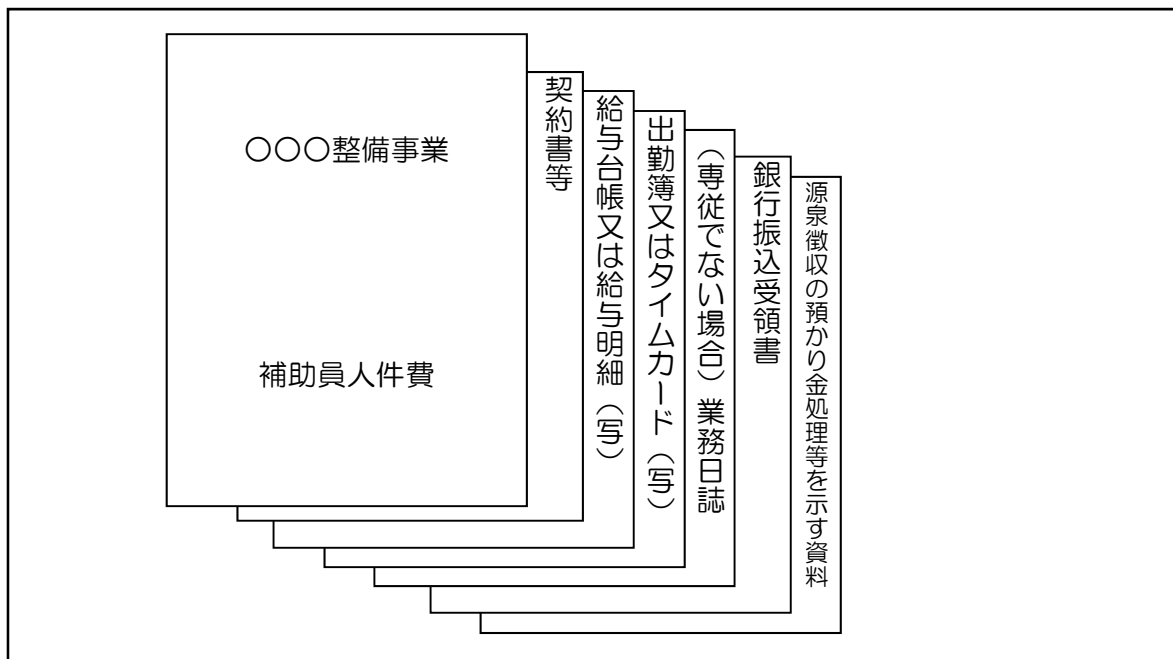 〇〇〇整備事業
補助員人件費
契約書等
給与台帳又は給与明細（写）
出勤簿又はタイムカード（写）
（専従でない場合）業務日誌
銀行振込受領書
源泉徴収の預かり金処理等を示す資料